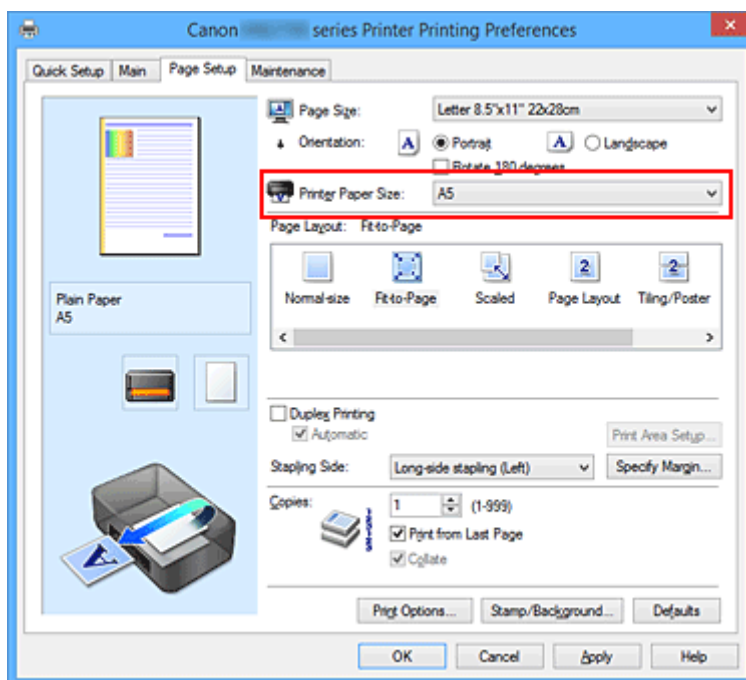 Canon series Printer Printing Preferences
Quick Setup Main Page Setup Maintenance
Page Size: Letter 8.5"x11" 22x28cm
Orientation: A Portrait A Landscape
Rotate 180 degrees
Printer Paper Size: A5
Page Layout: Fit-to-Page
Normal-size Fit-to-Page Scaled Page Layout Tiling/Poster
Plain Paper
A5
Duplex Printing
Automatic
Print Area Setup...
Stapling Side: Long-side stapling (Left) Specify Margin...
Copies: 1 (1-999)
Print from Last Page
Collate
Print Options... Stamp/Background... Defaults
OK Cancel Apply Help